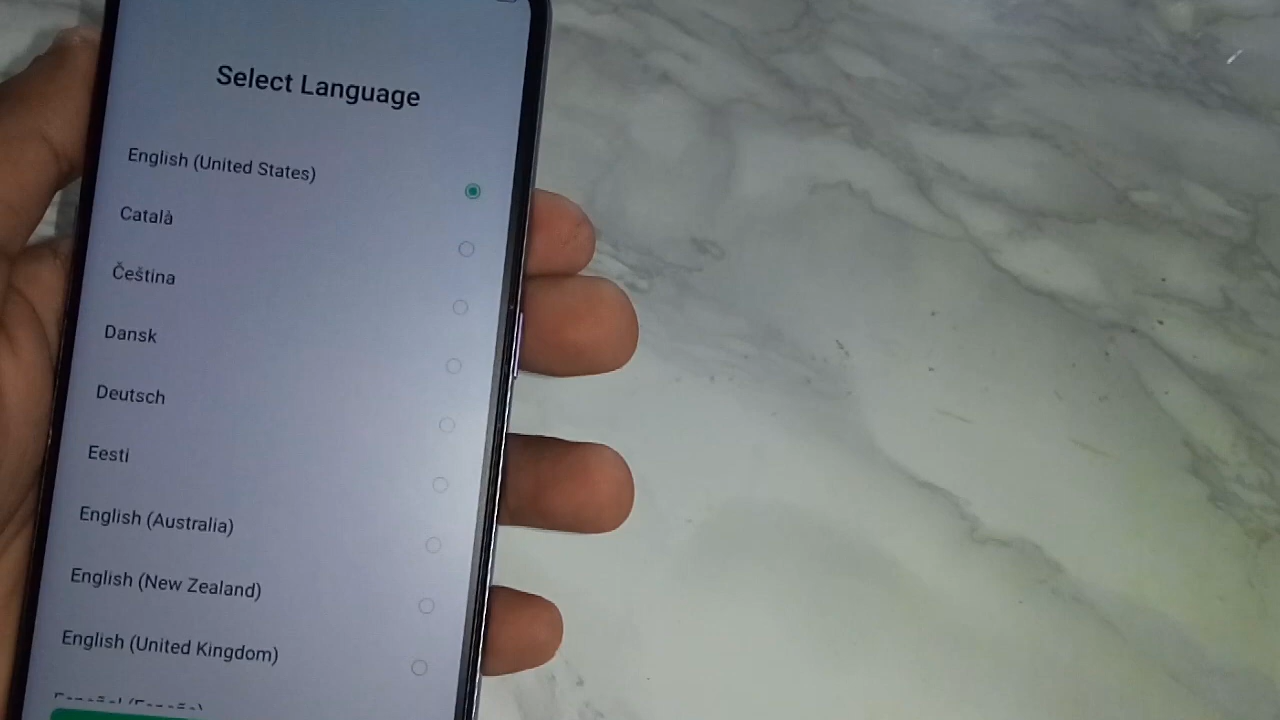 Select Language
English (United States)
Català
Čeština
Dansk
Deutsch
Eesti
English (Australia)
English (New Zealand)
English (United Kingdom)